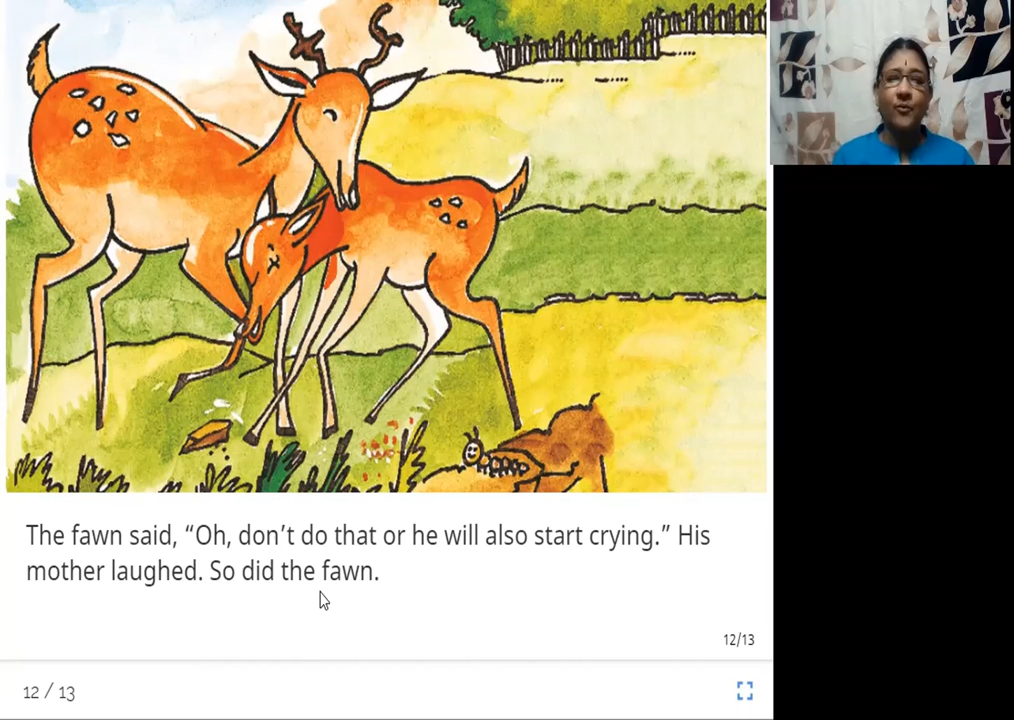 The fawn said, “Oh, don’t do that or he will also start crying.” His
mother laughed. So did the fawn.
12/13
12 / 13